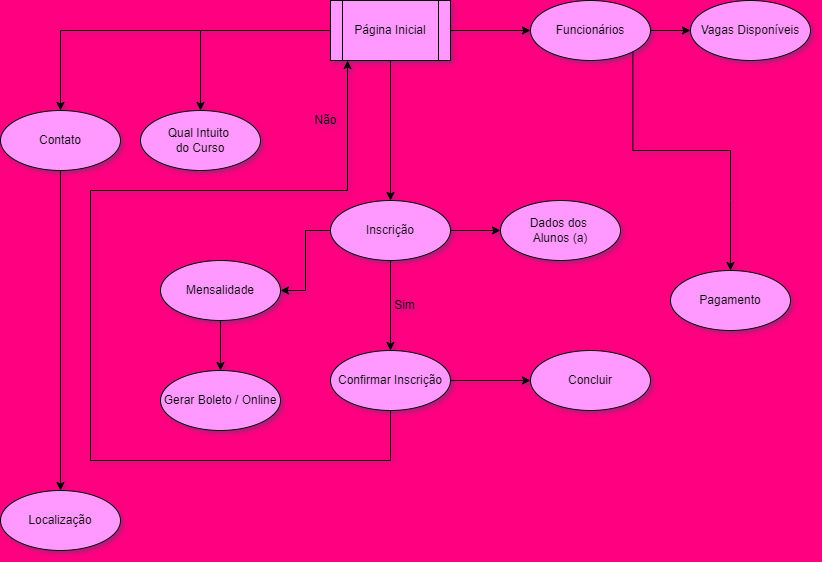 Página Inicial
Funcionários
Vagas Disponíveis
Contato
Qual Intuito
do Curso
Não
Inscrição
Dados dos
Alunos (a)
Mensalidade
Sim
Pagamento
Confirmar Inscrição
Concluir
Gerar Boleto / Online
Localização